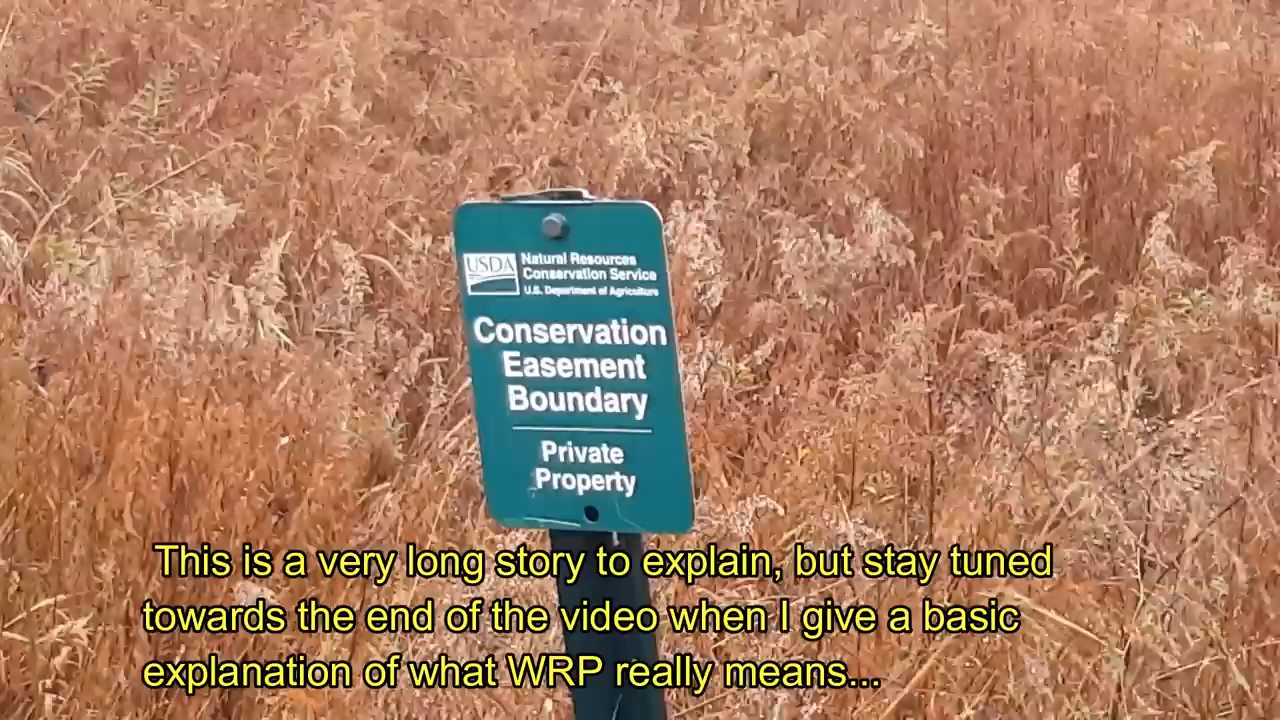 USDA
Natural Resources
Conservation Service
U.S. Department of Agriculture
Conservation
Easement
Boundary
Private
Property
This is a very long story to explain, but stay tuned
towards the end of the video when I give a basic
explanation of what WRP really means...